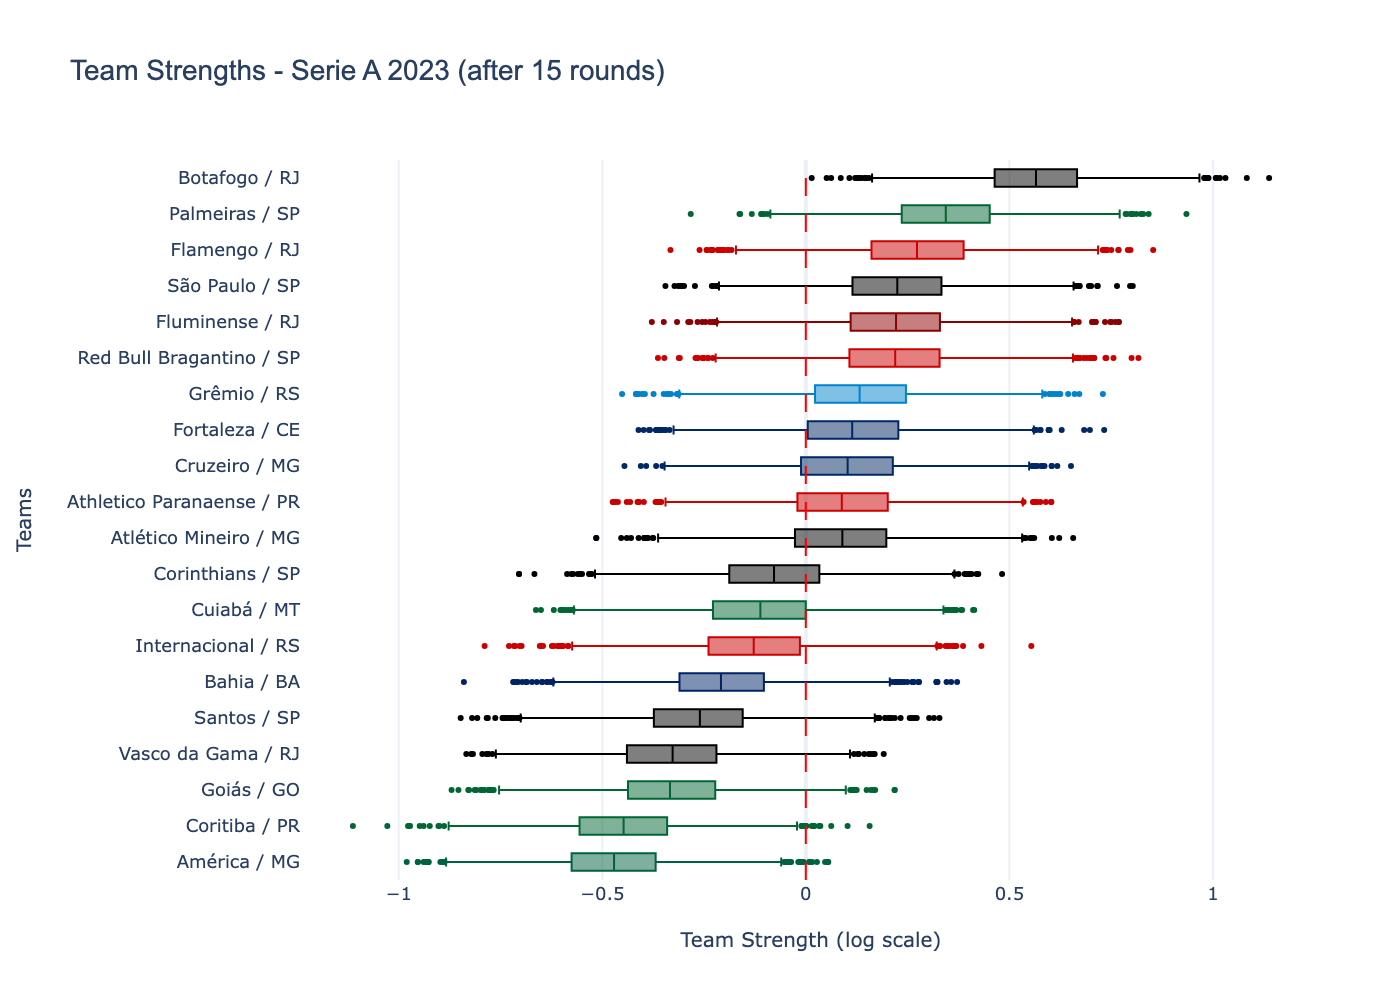 Team Strengths - Serie A 2023 (after 15 rounds)
Teams
Botafogo / RJ
Palmeiras / SP
Flamengo / RJ
São Paulo / SP
Fluminense / RJ
Red Bull Bragantino / SP
Grêmio / RS
Fortaleza / CE
Cruzeiro / MG
Athletico Paranaense / PR
Atlético Mineiro / MG
Corinthians / SP
Cuiabá / MT
Internacional / RS
Bahia / BA
Santos / SP
Vasco da Gama / RJ
Goiás / GO
Coritiba / PR
América / MG
−1 −0.5 0 0.5 1
Team Strength (log scale)